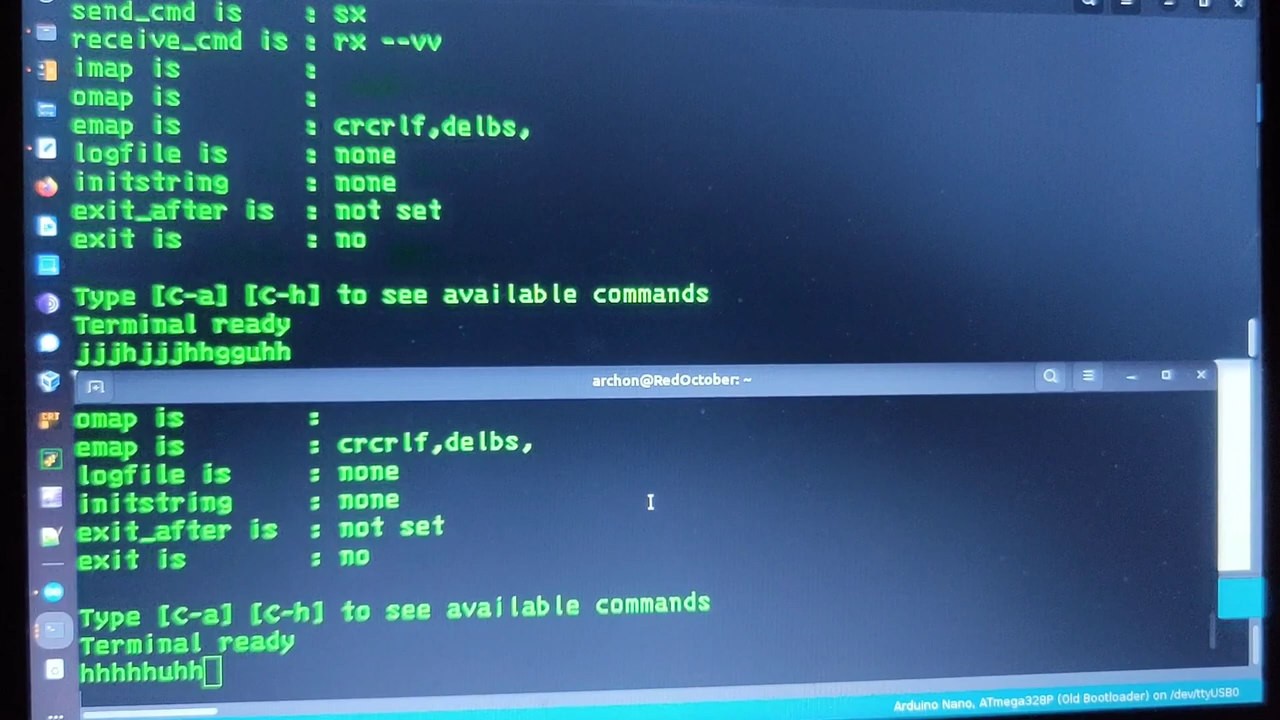 send_cmd is : sx
receive_cmd is : rx --vv
imap is :
omap is :
emap is : crcrlf,delbs,
logfile is : none
initstring : none
exit_after is : not set
exit is : no
Type [C-a] [C-h] to see available commands
Terminal ready
jjjhjjjhhgguhh
archon@RedOctober: ~
omap is :
emap is : crcrlf,delbs,
logfile is : none
initstring : none
exit_after is : not set
exit is : no
Type [C-a] [C-h] to see available commands
Terminal ready
hhhhhuhh
Arduino Nano, ATmega328P (Old Bootloader) on /dev/ttyUSB0
CRT